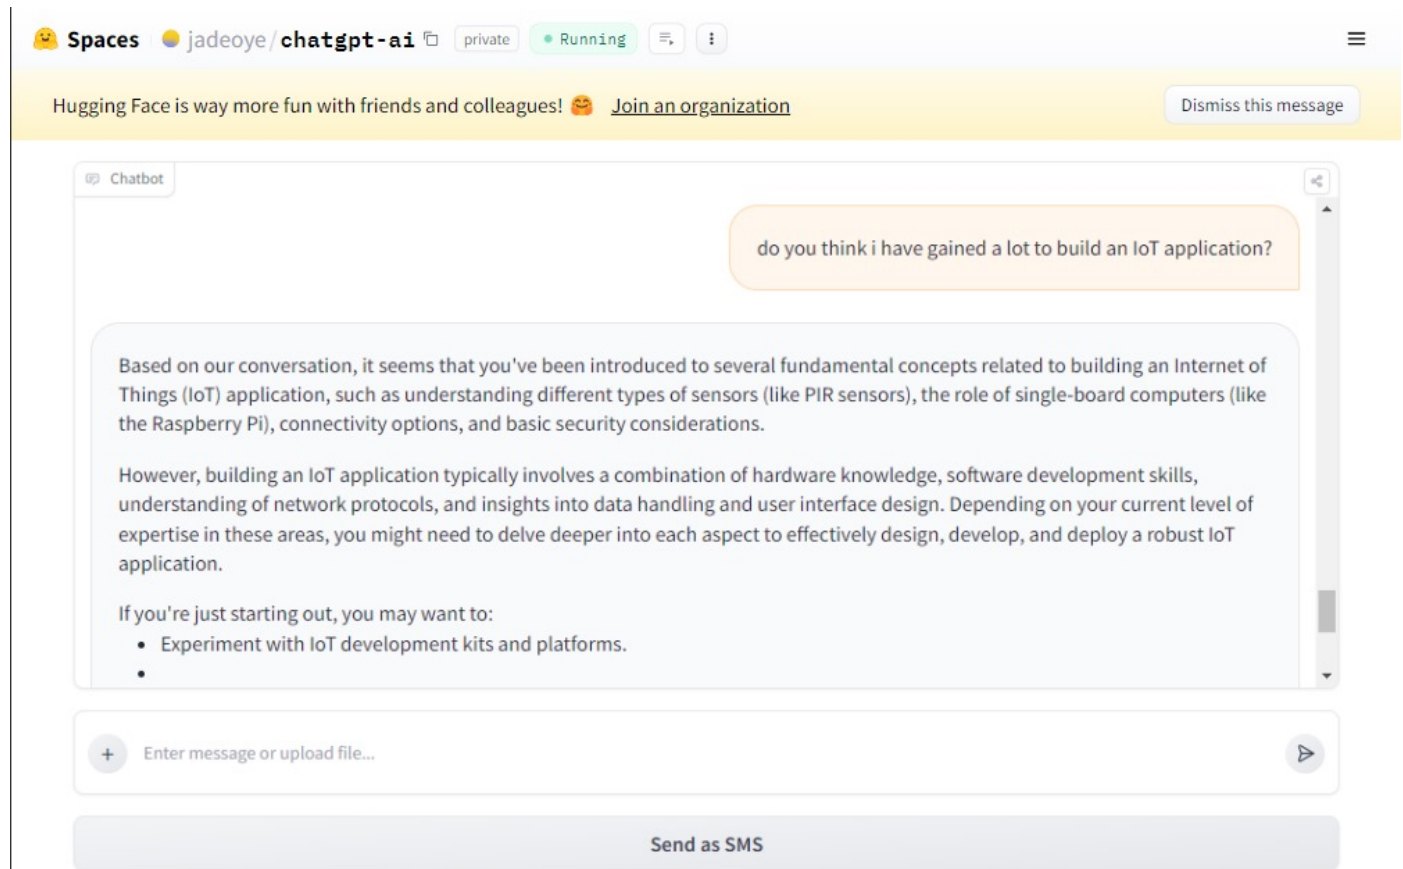 Spaces jadeoye/chatgpt-ai private Running
Hugging Face is way more fun with friends and colleagues! Join an organization Dismiss this message
Chatbot
do you think i have gained a lot to build an IoT application?
Based on our conversation, it seems that you've been introduced to several fundamental concepts related to building an Internet of
Things (IoT) application, such as understanding different types of sensors (like PIR sensors), the role of single-board computers (like
the Raspberry Pi), connectivity options, and basic security considerations.
However, building an IoT application typically involves a combination of hardware knowledge, software development skills,
understanding of network protocols, and insights into data handling and user interface design. Depending on your current level of
expertise in these areas, you might need to delve deeper into each aspect to effectively design, develop, and deploy a robust IoT
application.
If you're just starting out, you may want to:
• Experiment with IoT development kits and platforms.
•
+ Enter message or upload file...
Send as SMS